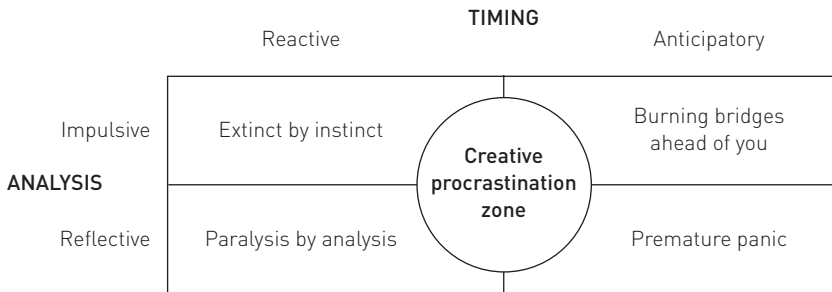 TIMING
Reactive
Anticipatory
Impulsive
Extinct by instinct
Burning bridges
ahead of you
Creative
procrastination
zone
ANALYSIS
Reflective
Paralysis by analysis
Premature panic